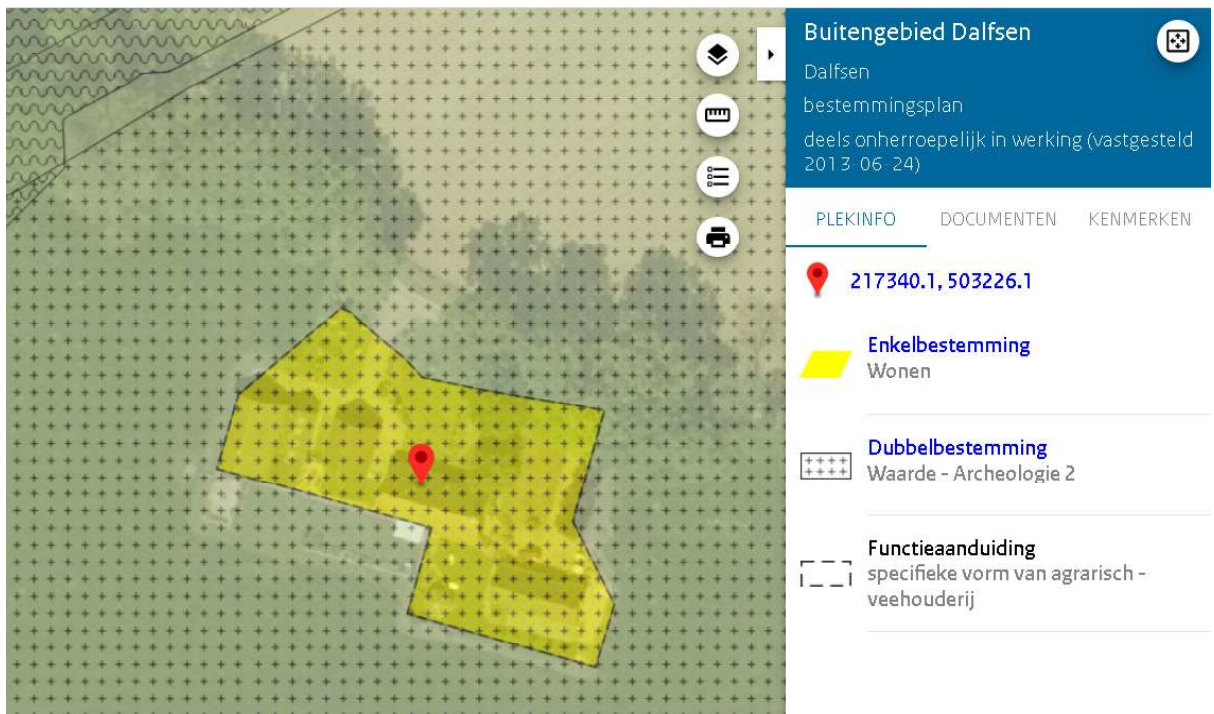 Buitengebied Dalfsen
Dalfsen
bestemmingsplan
deels onherroepelijk in werking (vastgesteld
2013-06-24)
PLEKINFO DOCUMENTEN KENMERKEN
217340.1, 503226.1
Enkelbestemming
Wonen
Dubbelbestemming
Waarde - Archeologie 2
Functieaanduiding
specifieke vorm van agrarisch -
veehouderij